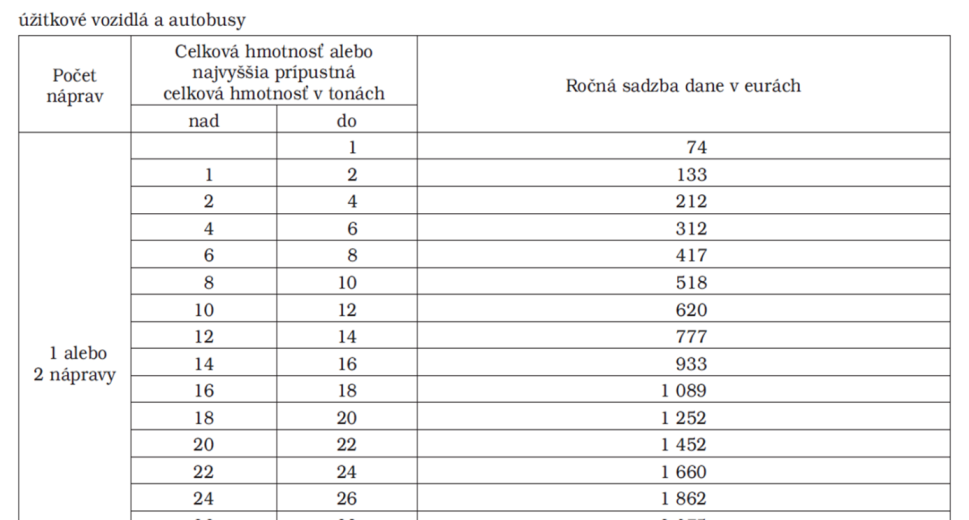 úžitkové vozidlá a autobusy
Počet náprav
Celková hmotnosť alebo najvyššia prípustná celková hmotnosť v tonách
Ročná sadzba dane v eurách
nad do
1 74
1 2 133
2 4 212
4 6 312
6 8 417
8 10 518
10 12 620
12 14 777
1 alebo 2 nápravy
14 16 933
16 18 1 089
18 20 1 252
20 22 1 452
22 24 1 660
24 26 1 862